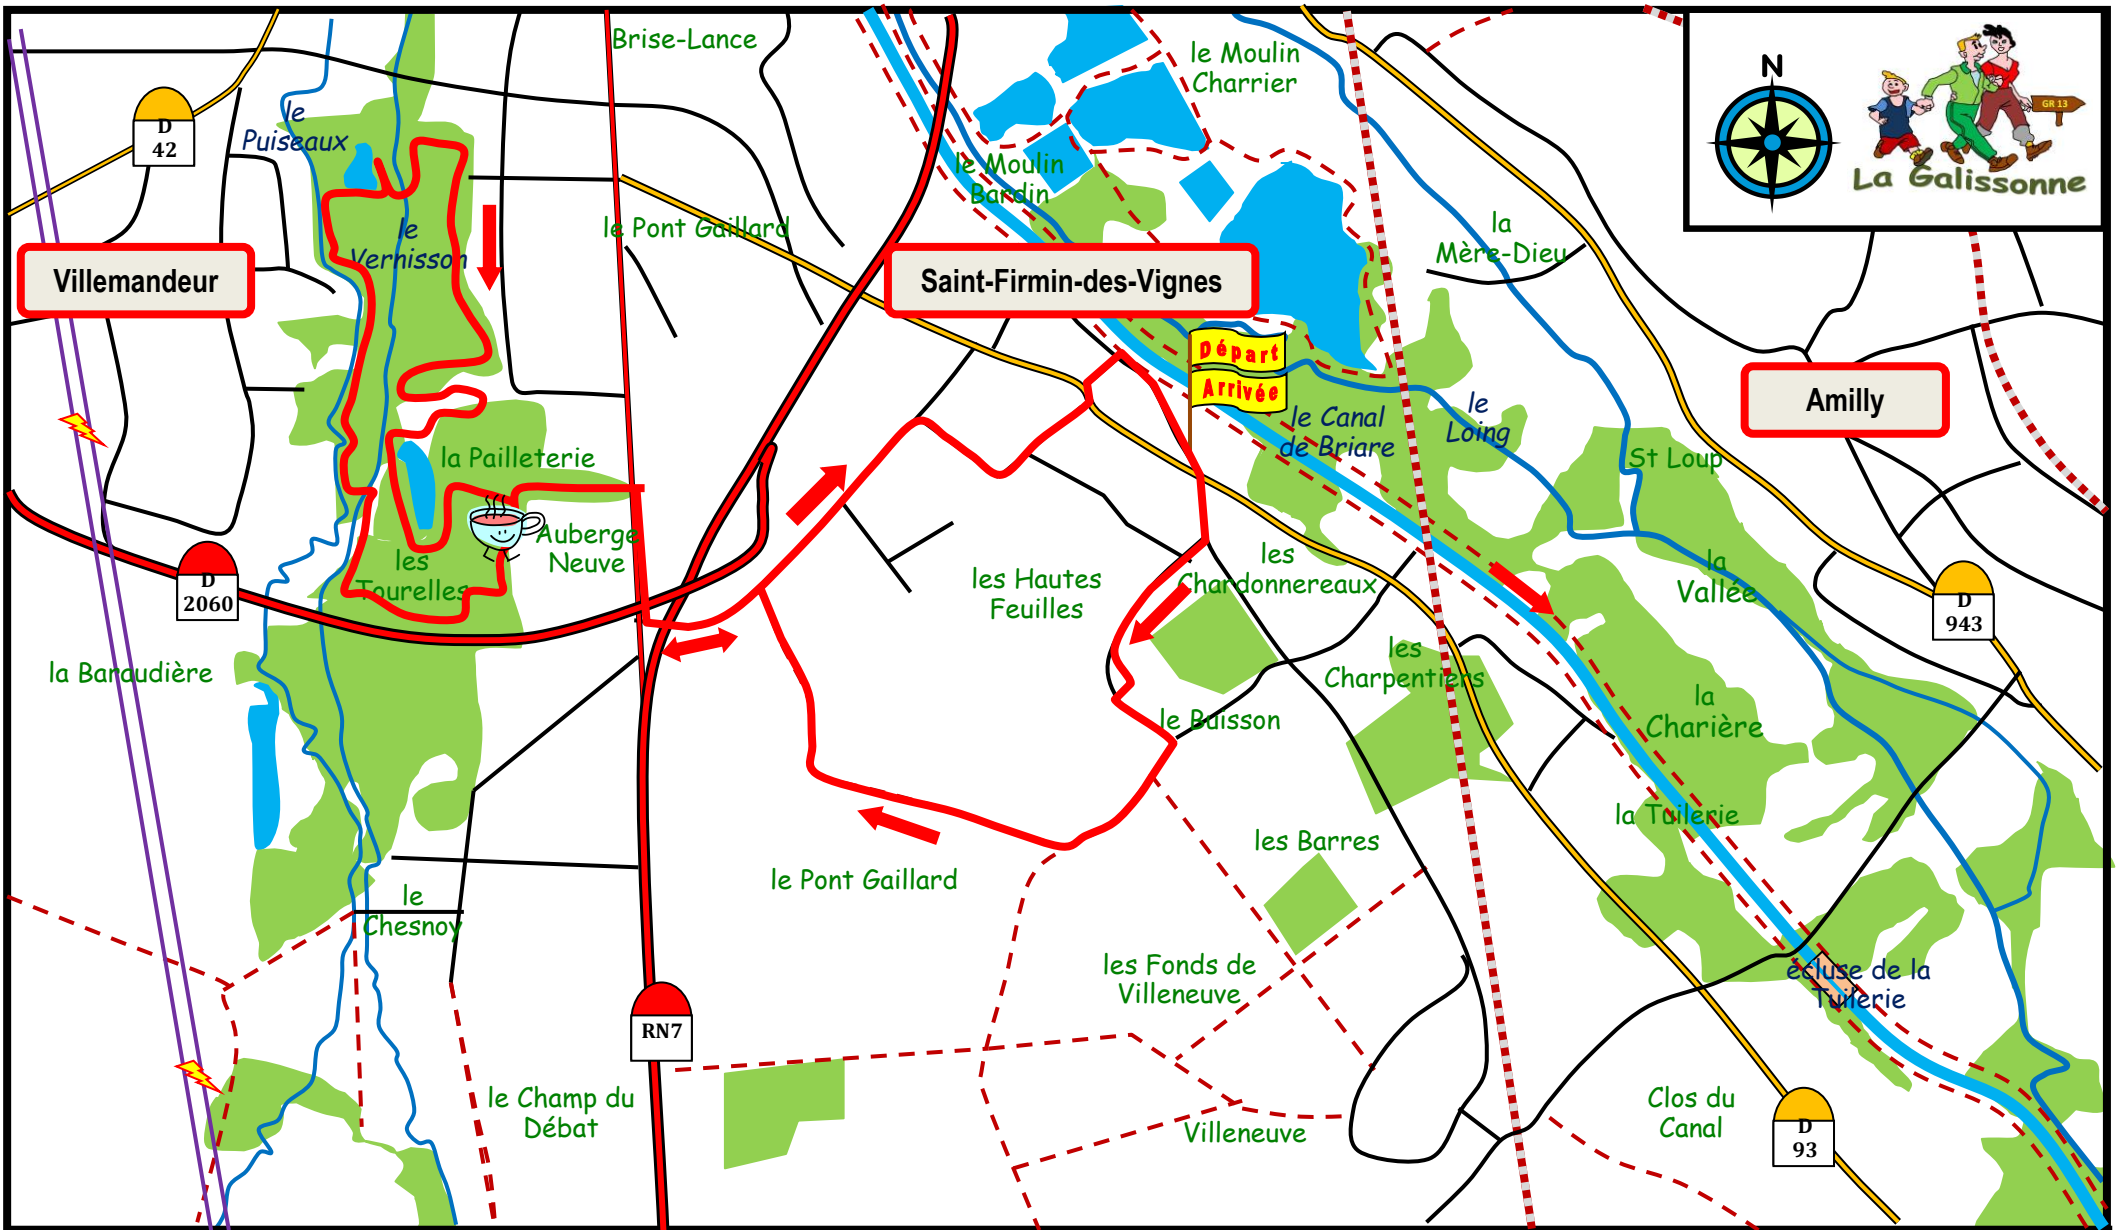 Brise-Lance
le Moulin
Charrier
N
GR 13
La Galissonne
D
42
le
Puiseaux
le Moulin
Bardin
le Pont Gaillard
le
Vernisson
la
Mère-Dieu
Villemandeur
Saint-Firmin-des-Vignes
Départ
Arrivée
Amilly
le Canal
de Briare
le
Loing
la Pailleterie
St Loup
Auberge
Neuve
les
Tourelles
les Hautes
Feuilles
les
Chardonnereaux
la
Vallée
D
2060
D
943
la Baraudière
les
Charpentiers
le Buisson
la
Charière
la Tuilerie
les Barres
le Pont Gaillard
le
Chesnoy
les Fonds de
Villeneuve
écluse de la
Tuilerie
RN7
le Champ du
Débat
Villeneuve
Clos du
Canal
D
93